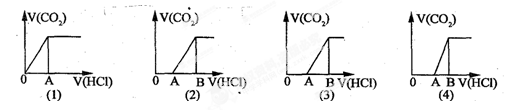 V(CO₂) V(CO₂) V(CO₂) V(CO₂)
0 A V(HCl) 0 A B V(HCl) 0 A B V(HCl) 0 A B V(HCl)
(1) (2) (3) (4)